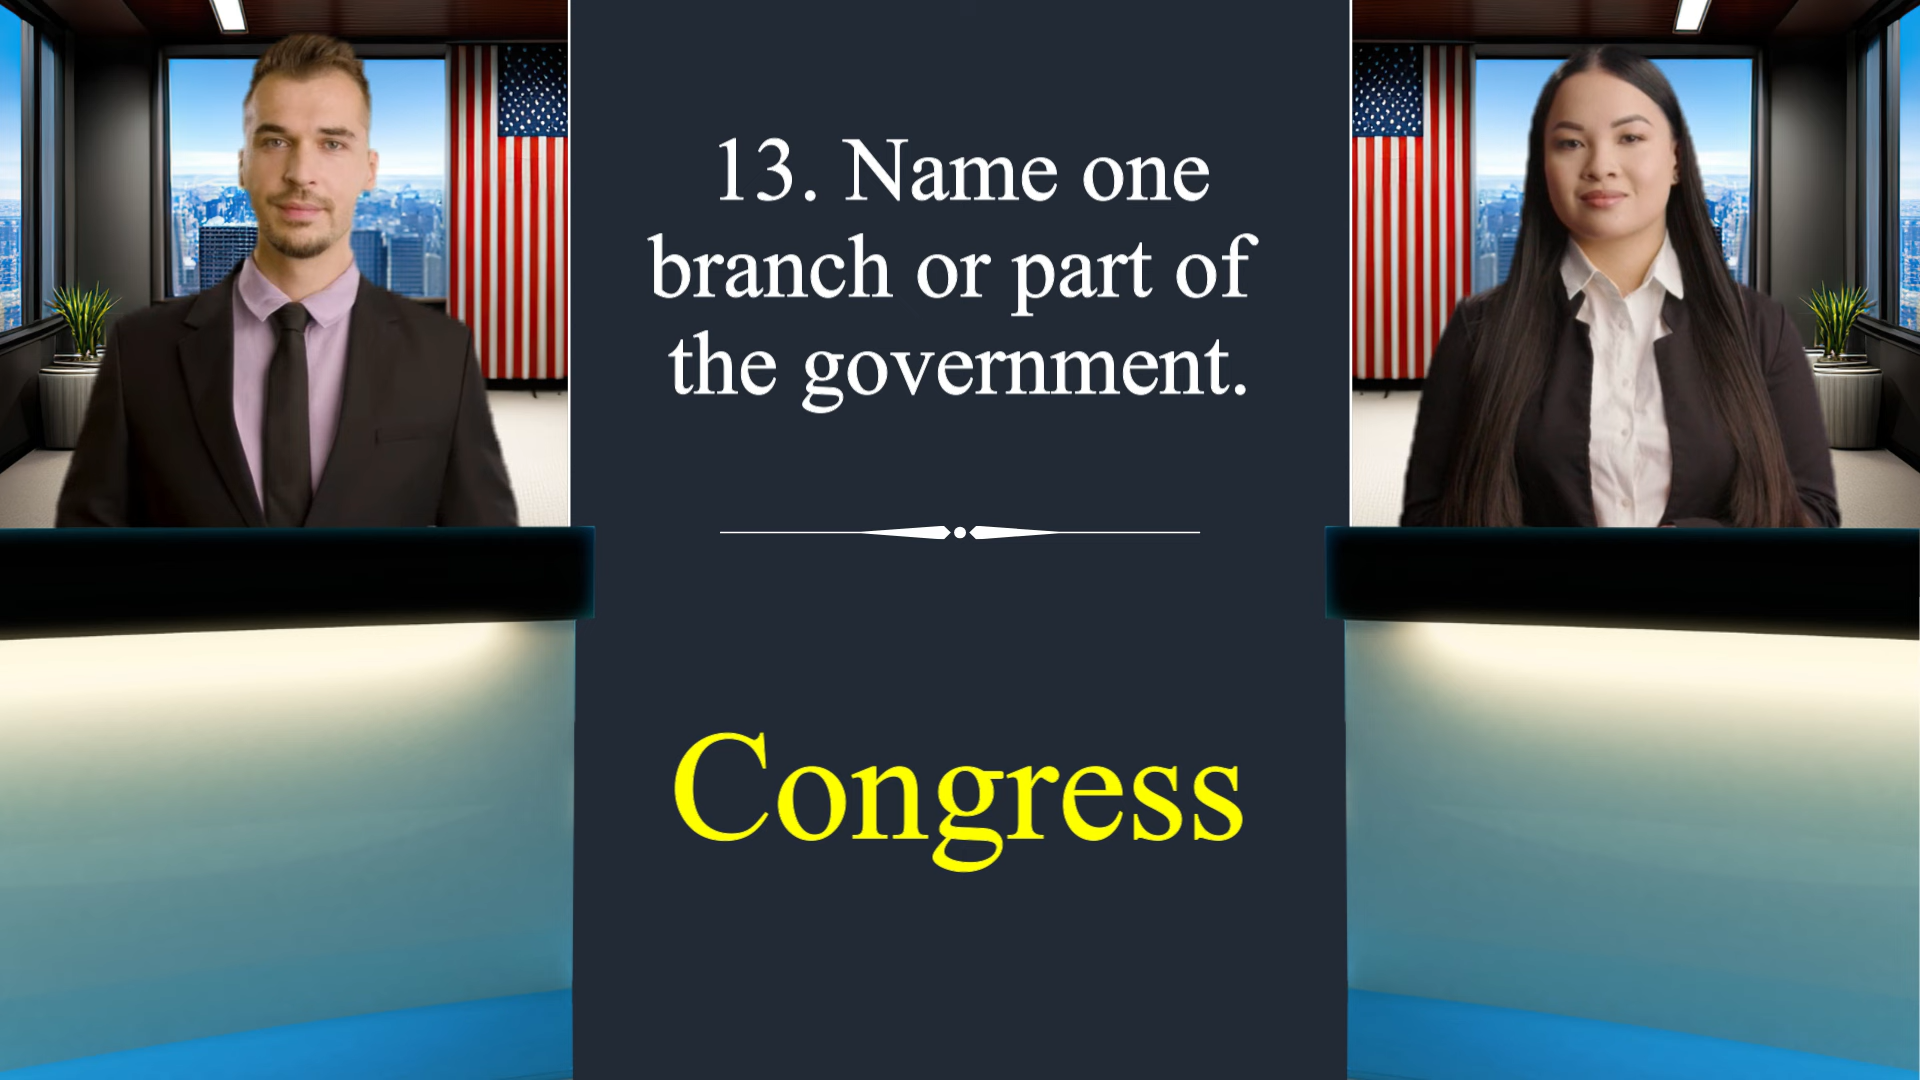 13. Name one
branch or part of
the government.
Congress